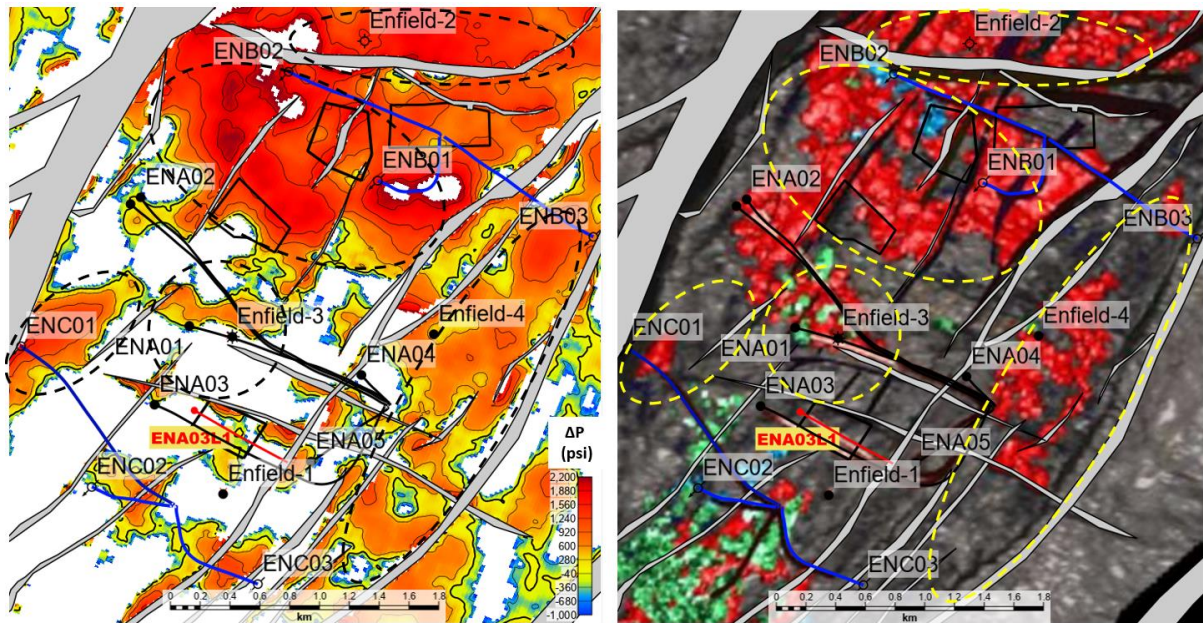 Enfield-2
ENB02
ENB01
ENA02
ENB03
Enfield-3
Enfield-4
ENC01
ENA01
ENA04
ENA03
ENA03L1
ENA05
Enfield-1
ENC02
ENC03
0 0.2 0.4 0.6 0.8 1.0 1.2 1.4 1.6 1.8
km
ΔP
(psi)
2,200
1,880
1,560
1,240
920
600
280
-40
-360
-680
-1,000
Enfield-2
ENB02
ENB01
ENA02
ENB03
Enfield-3
Enfield-4
ENC01
ENA01
ENA04
ENA03
ENA03L1
ENA05
Enfield-1
ENC02
ENC03
0 0.2 0.4 0.6 0.8 1.0 1.2 1.4 1.6 1.8
km